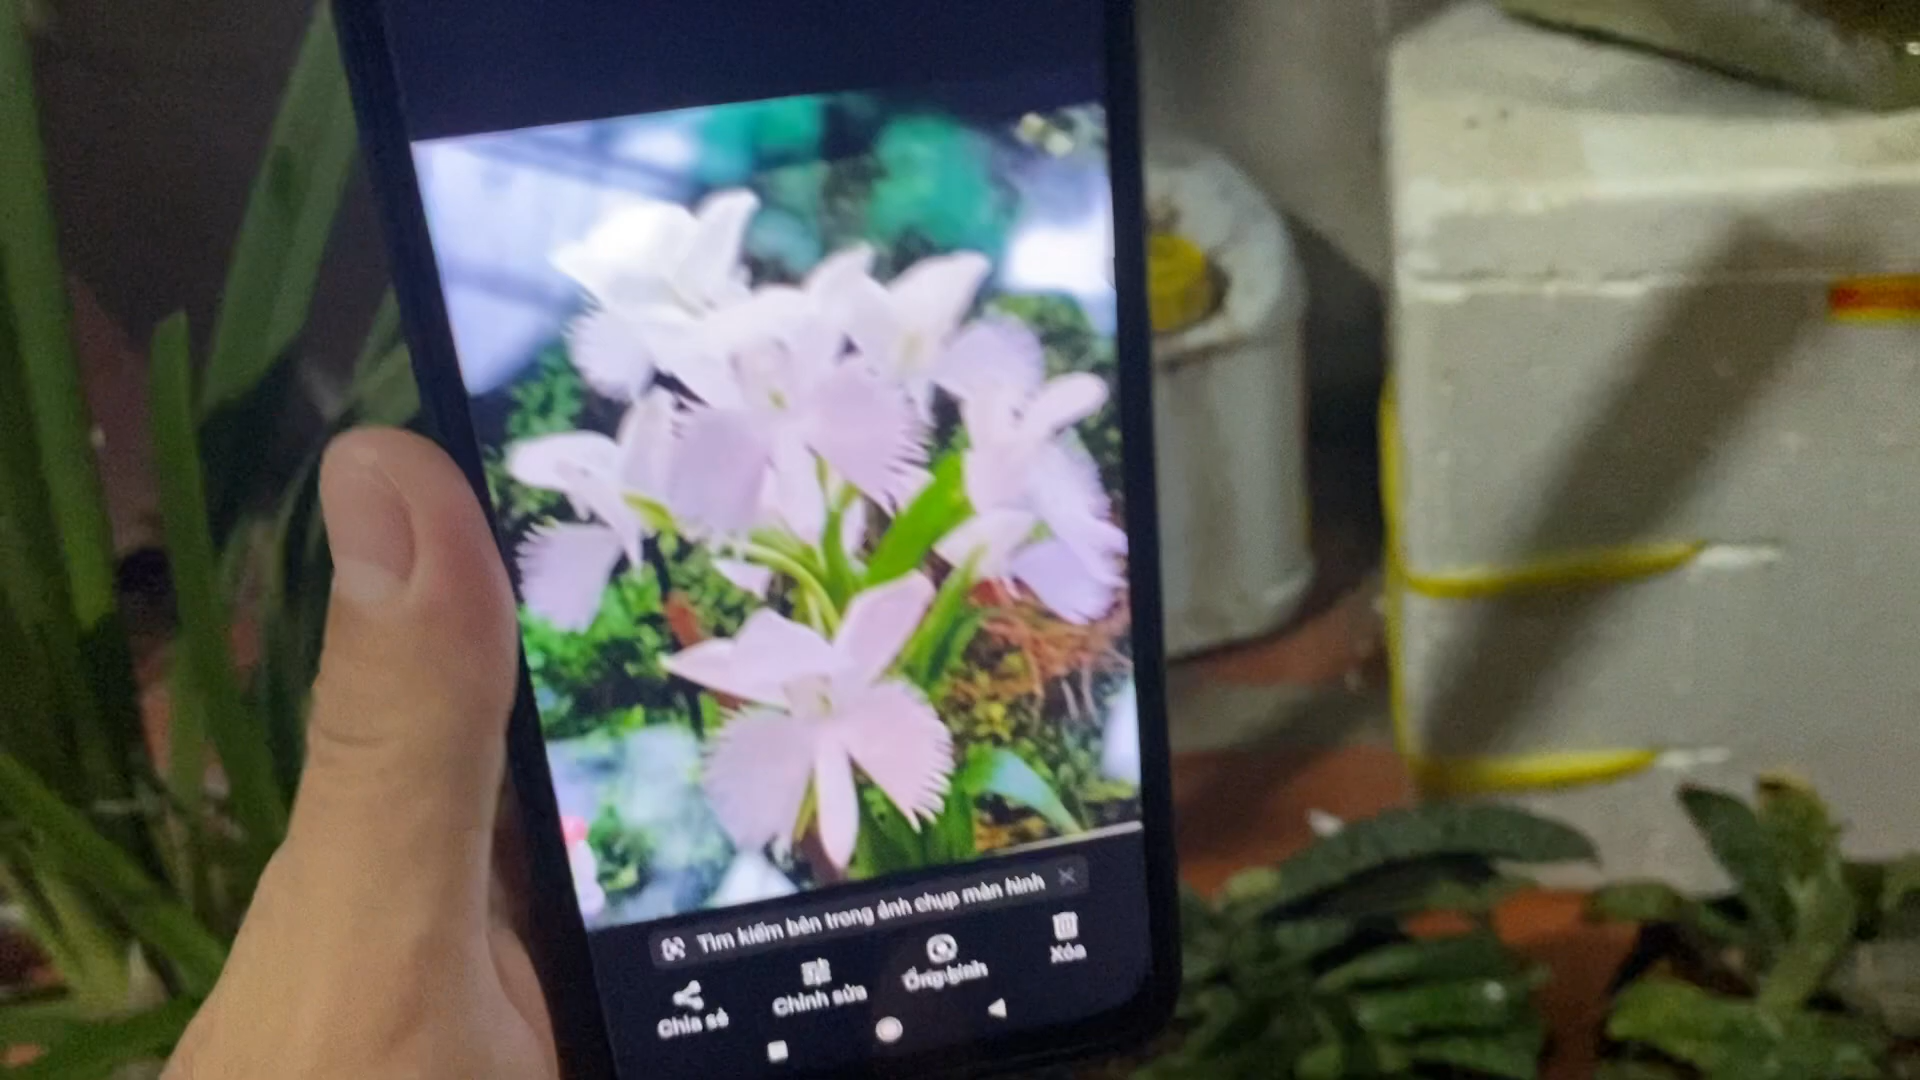 Tìm kiếm bên trong ảnh chụp màn hình
Chia sẻ
Chỉnh sửa
Ống kính
Xóa